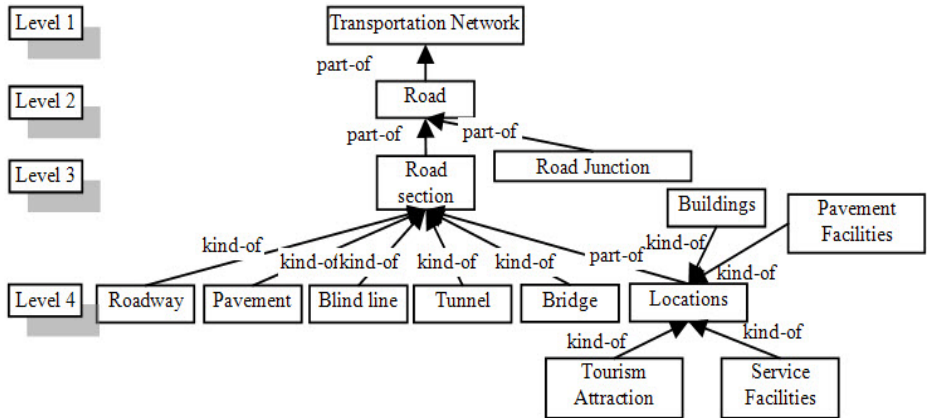 Level 1
Transportation Network
part-of
Level 2
Road
part-of
part-of
Level 3
Road
section
Road Junction
Buildings
Pavement
Facilities
kind-of
kind-of
kind-of
kind-of
kind-of
part-of
kind-of
kind-of
Level 4
Roadway
Pavement
Blind line
Tunnel
Bridge
Locations
kind-of
kind-of
Tourism
Attraction
Service
Facilities